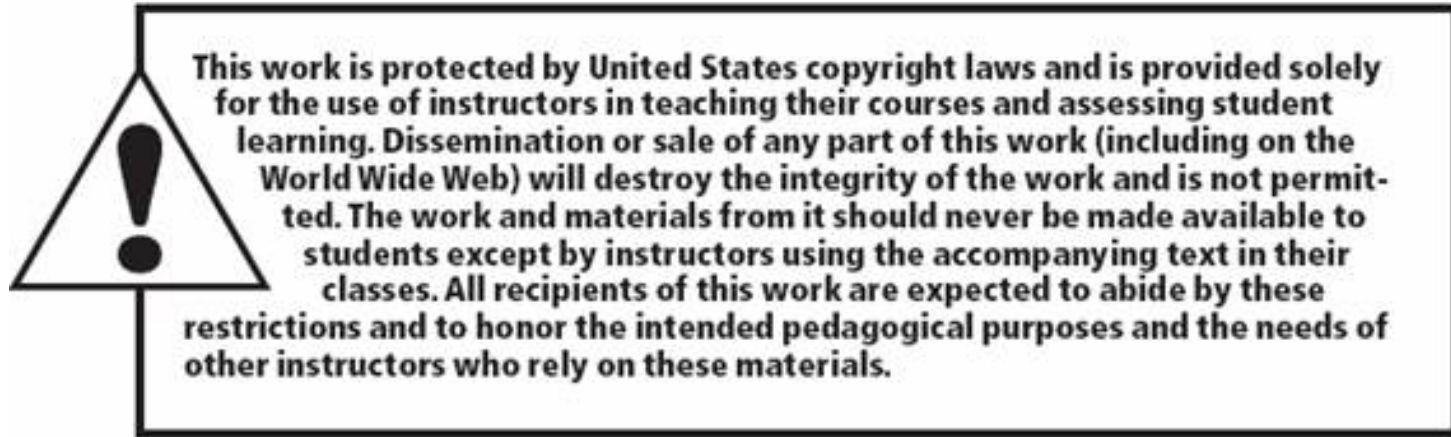 This work is protected by United States copyright laws and is provided solely
for the use of instructors in teaching their courses and assessing student
learning. Dissemination or sale of any part of this work (including on the
World Wide Web) will destroy the integrity of the work and is not permit-
ted. The work and materials from it should never be made available to
students except by instructors using the accompanying text in their
classes. All recipients of this work are expected to abide by these
restrictions and to honor the intended pedagogical purposes and the needs of
other instructors who rely on these materials.